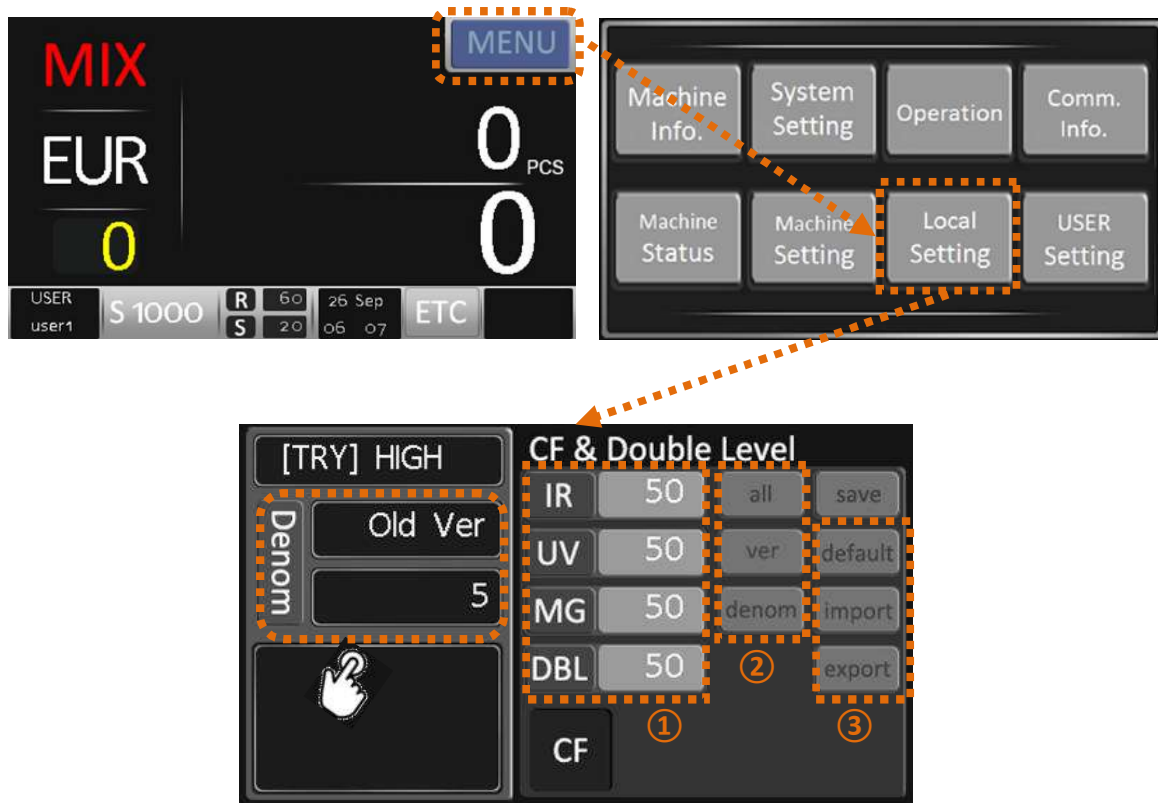 MIX
MENU
EUR
0 PCS
0
0
USER
user1
S 1000
R 60
S 20
26 Sep
06 07
ETC
Machine
Info.
System
Setting
Operation
Comm.
Info.
Machine
Status
Machine
Setting
Local
Setting
USER
Setting
[TRY] HIGH
Denom
Old Ver
5
CF & Double Level
IR 50 all save
UV 50 ver default
MG 50 denom import
DBL 50 ② export
① ③
CF